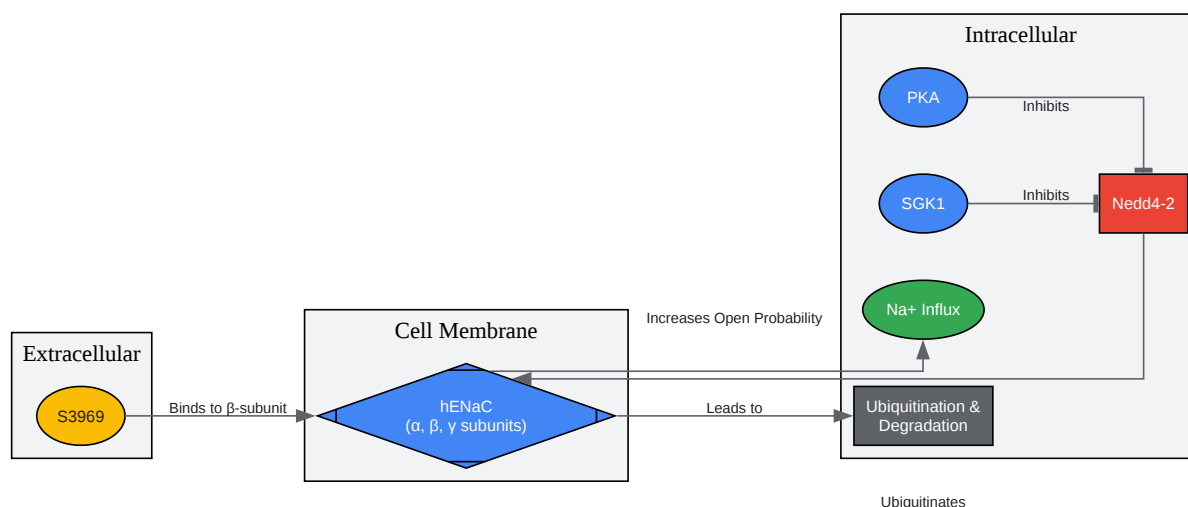 Intracellular
PKA
Inhibits
SGK1
Inhibits
Nedd4-2
Na+ Influx
Increases Open Probability
Cell Membrane
Extracellular
S3969
Binds to β-subunit
hENaC
(α, β, γ subunits)
Leads to
Ubiquitination &
Degradation
Ubiquitinates